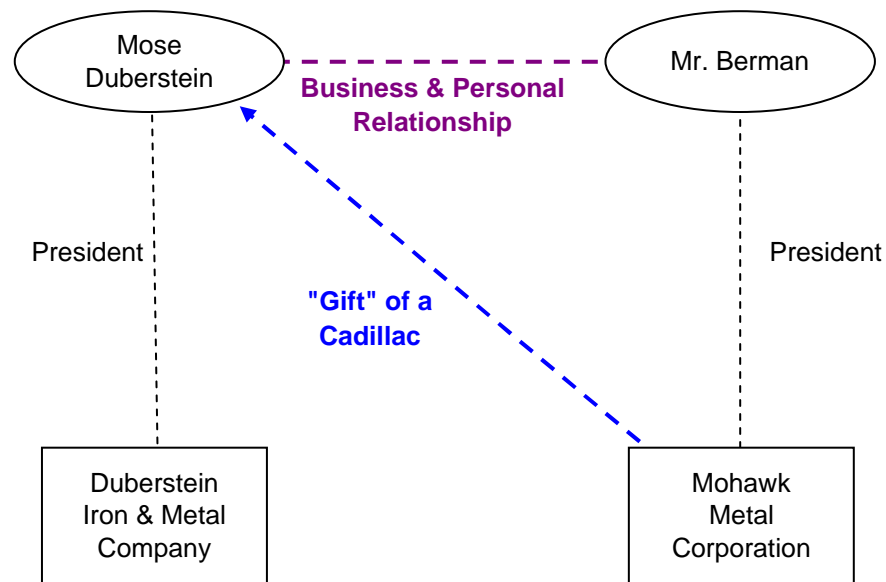 Mose
Duberstein
Mr. Berman
Business & Personal
Relationship
President
President
"Gift" of a
Cadillac
Duberstein
Iron & Metal
Company
Mohawk
Metal
Corporation